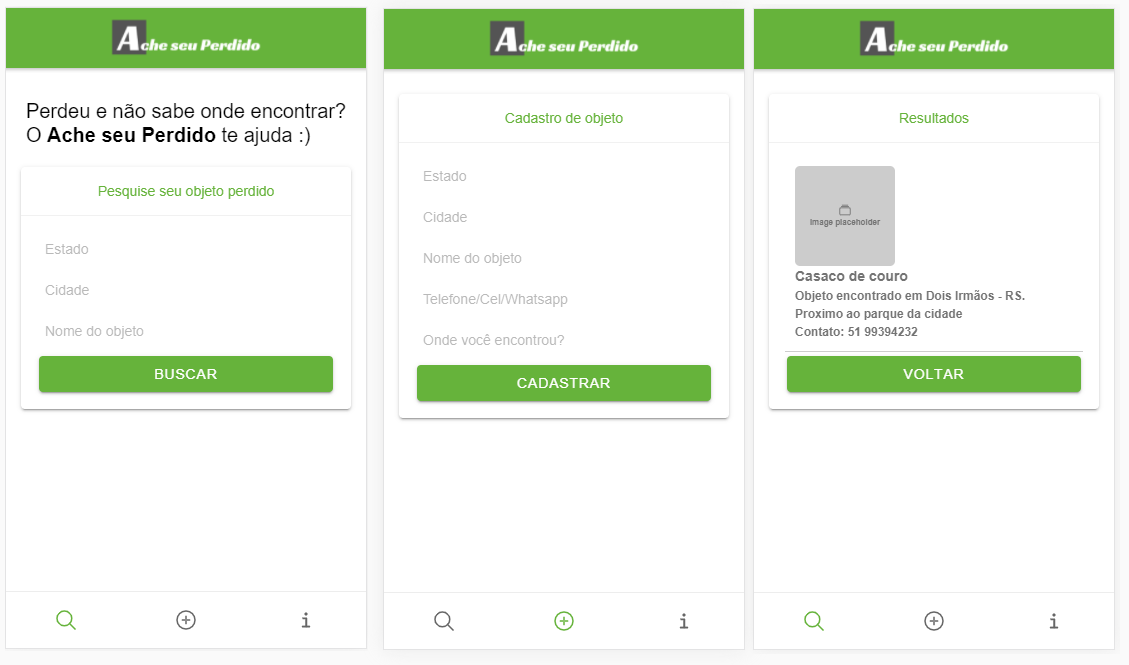 Ache seu Perdido
Perdeu e não sabe onde encontrar?
O Ache seu Perdido te ajuda :)
Pesquise seu objeto perdido
Estado
Cidade
Nome do objeto
BUSCAR
Ache seu Perdido
Cadastro de objeto
Estado
Cidade
Nome do objeto
Telefone/Cel/Whatsapp
Onde você encontrou?
CADASTRAR
Ache seu Perdido
Resultados
Image placeholder
Casaco de couro
Objeto encontrado em Dois Irmãos - RS.
Proximo ao parque da cidade
Contato: 51 99394232
VOLTAR